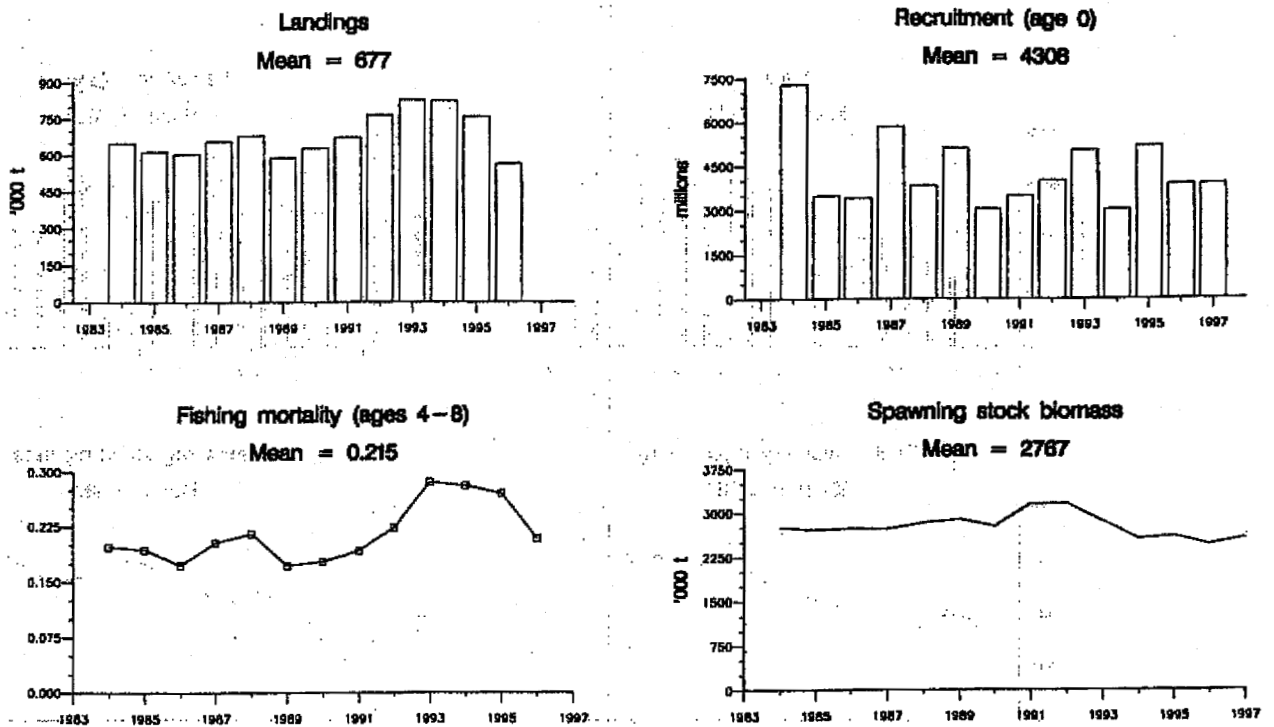 Landings
Mean = 677
900
750
600
450
300
150
0
'000 t
1983 1985 1987 1989 1991 1993 1995 1997
Recruitment (age 0)
Mean = 4308
7500
6000
4500
3000
1500
0
millions
1983 1985 1987 1989 1991 1993 1995 1997
Fishing mortality (ages 4-8)
Mean = 0.215
0.300
0.225
0.150
0.075
0.000
1983 1985 1987 1989 1991 1993 1995 1997
Spawning stock biomass
Mean = 2767
3750
3000
2250
1500
750
0
'000 t
1983 1985 1987 1989 1991 1993 1995 1997